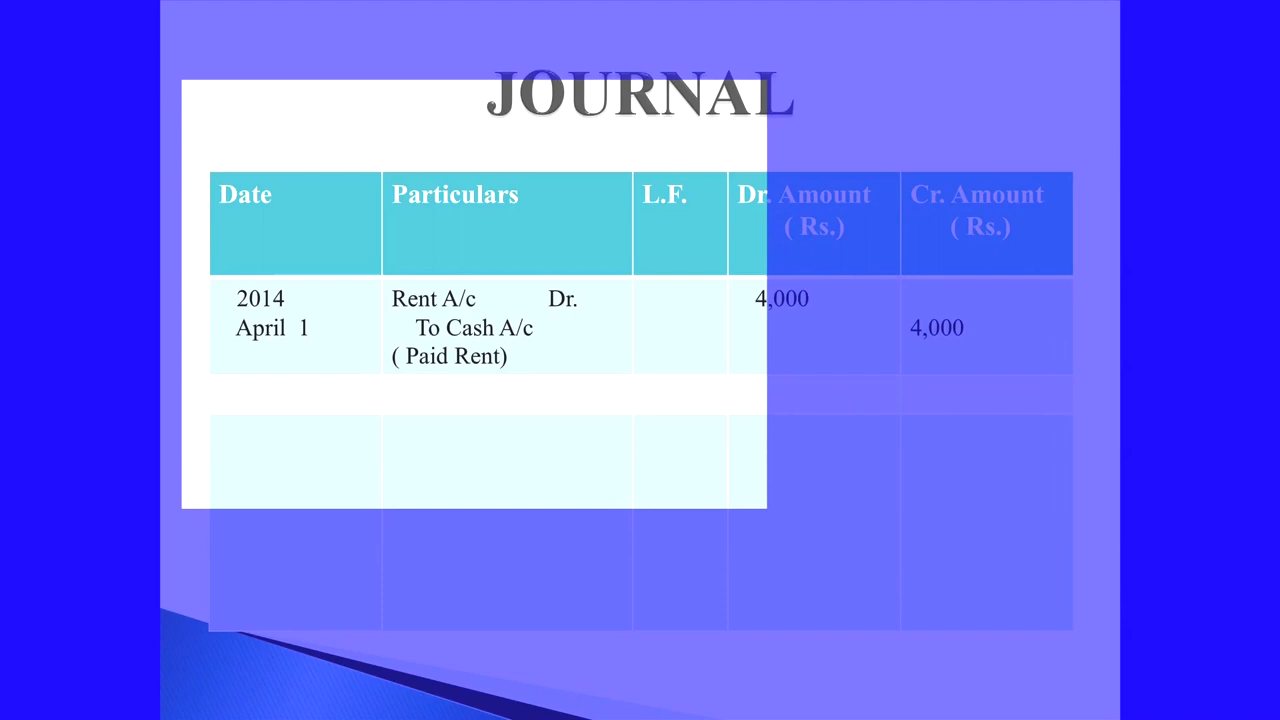 JOURNAL
Date Particulars L.F. Dr. Amount Cr. Amount
( Rs.) ( Rs.)
2014 Rent A/c Dr. 4,000
April 1 To Cash A/c 4,000
( Paid Rent)